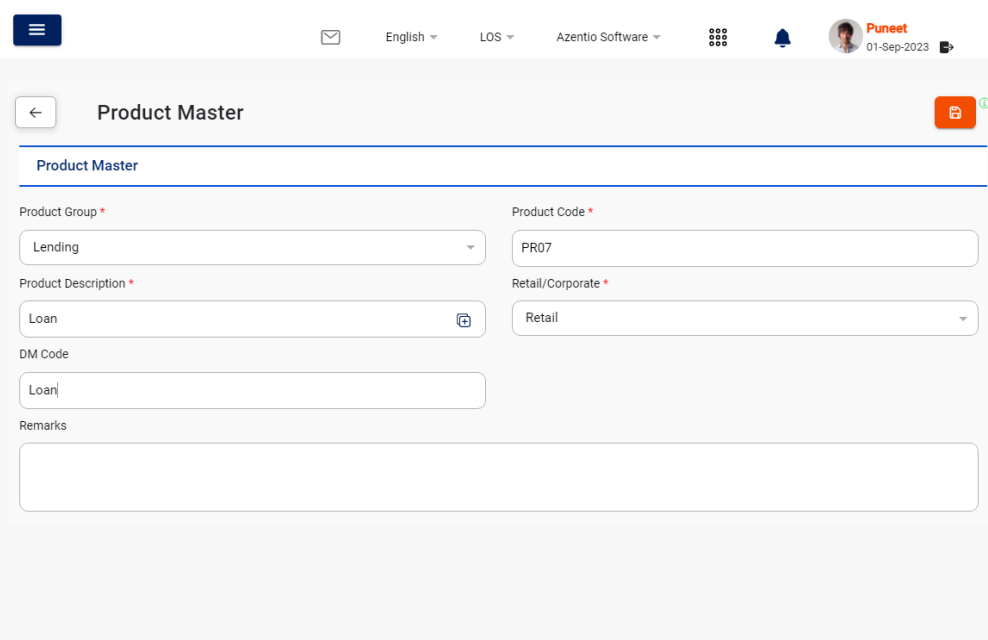 English LOS Azentio Software Puneet
01-Sep-2023
Product Master
Product Master
Product Group * Product Code *
Lending PR07
Product Description * Retail/Corporate *
Loan Retail
DM Code
Loan
Remarks